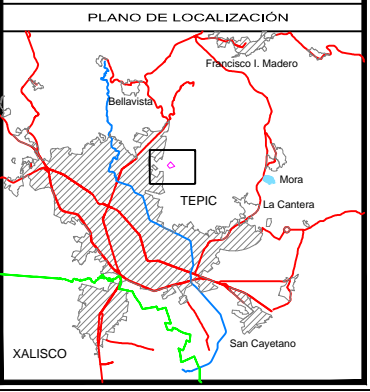 PLANO DE LOCALIZACIÓN
Francisco I. Madero
Bellavista
Mora
TEPIC
La Cantera
San Cayetano
XALISCO